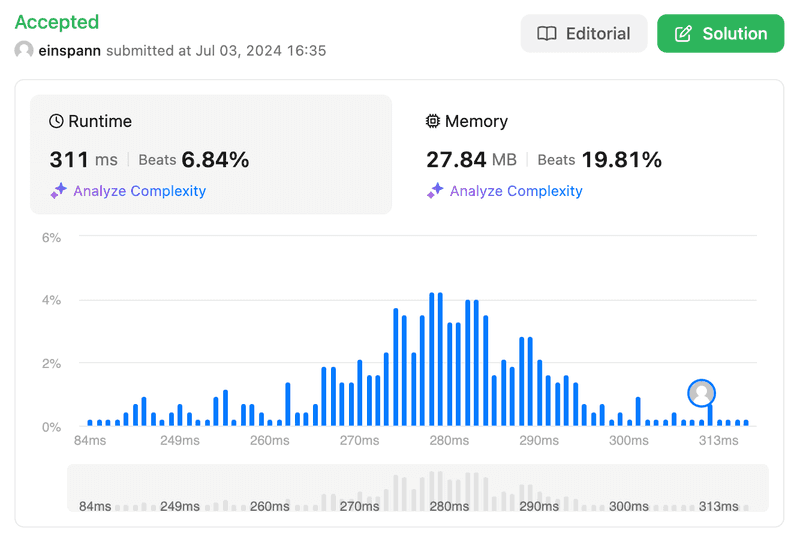 Accepted
einspann submitted at Jul 03, 2024 16:35
Editorial
Solution
Runtime
311 ms Beats 6.84%
Analyze Complexity
Memory
27.84 MB Beats 19.81%
Analyze Complexity
6%
4%
2%
0%
84ms 249ms 260ms 270ms 280ms 290ms 300ms 313ms
84ms 249ms 260ms 270ms 280ms 290ms 300ms 313ms